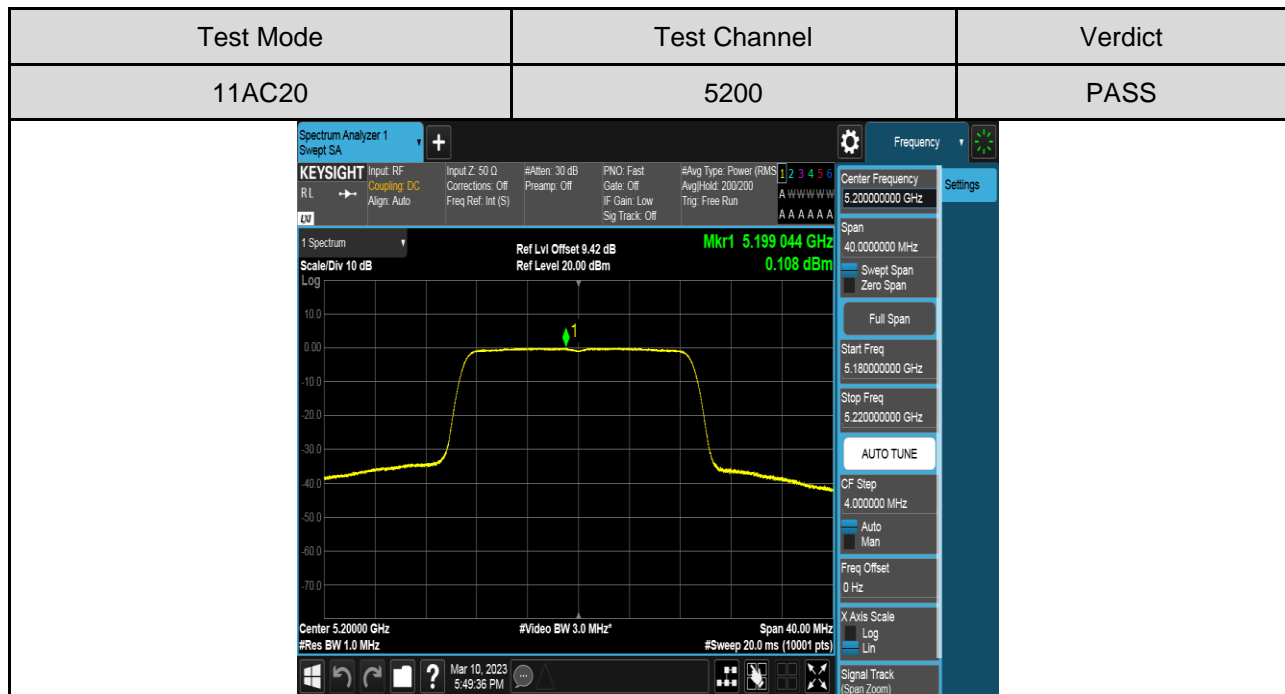 Test Mode
Test Channel
Verdict
11AC20
5200
PASS
Spectrum Analyzer 1
Swept SA
+
Frequency
KEYSIGHT
R L
LXI
Input: RF
Coupling: DC
Align: Auto
Input Z: 50 Ω
Corrections: Off
Freq Ref: Int (S)
#Atten: 30 dB
Preamp: Off
PNO: Fast
Gate: Off
IF Gain: Low
Sig Track: Off
#Avg Type: Power (RMS
Avg|Hold: 200/200
Trig: Free Run
1 2 3 4 5 6
A W W W W W
A A A A A A
1 Spectrum
Scale/Div 10 dB
Log
Ref Lvl Offset 9.42 dB
Ref Level 20.00 dBm
Mkr1 5.199 044 GHz
0.108 dBm
10.0
0.00
-10.0
-20.0
-30.0
-40.0
-50.0
-60.0
-70.0
1
Center 5.20000 GHz
#Res BW 1.0 MHz
#Video BW 3.0 MHz*
Span 40.00 MHz
#Sweep 20.0 ms (10001 pts)
?
Mar 10, 2023
5:49:36 PM
Center Frequency
5.200000000 GHz
Settings
Span
40.0000000 MHz
Swept Span
Zero Span
Full Span
Start Freq
5.180000000 GHz
Stop Freq
5.220000000 GHz
AUTO TUNE
CF Step
4.000000 MHz
Auto
Man
Freq Offset
0 Hz
X Axis Scale
Log
Lin
Signal Track
(Span Zoom)